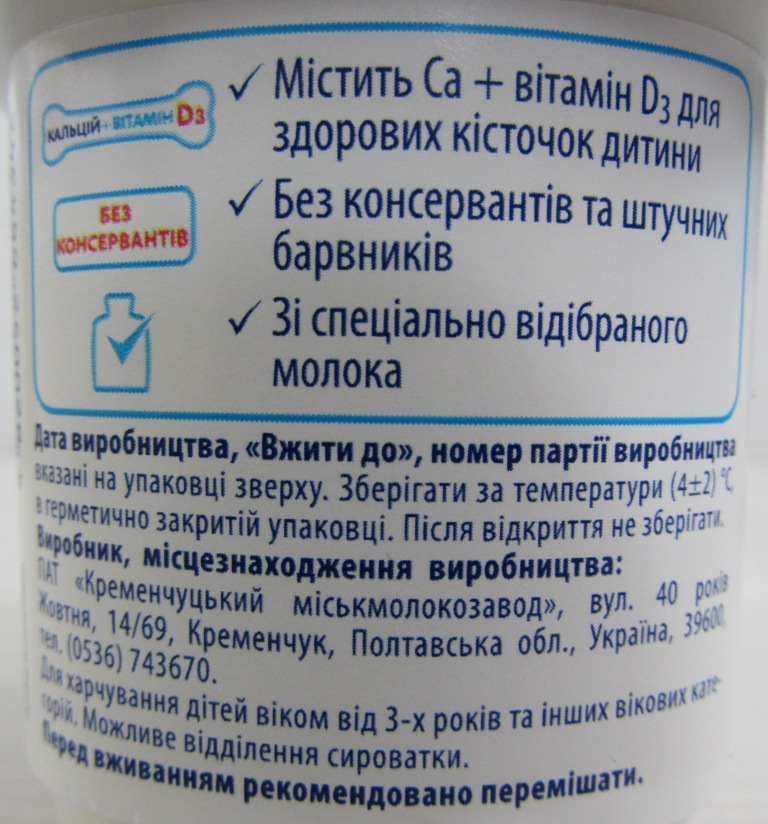 КАЛЬЦІЙ+ВІТАМІН D3
✓ Містить Ca + вітамін D3 для
здорових кісточок дитини
БЕЗ
КОНСЕРВАНТІВ
✓ Без консервантів та штучних
барвників
✓ Зі спеціально відібраного
молока
Дата виробництва, «Вжити до», номер партії виробництва
вказані на упаковці зверху. Зберігати за температури (4±2) °С,
в герметично закритій упаковці. Після відкриття не зберігати.
Виробник, місцезнаходження виробництва:
ПАТ «Кременчуцький міськмолокозавод», вул. 40 років
Жовтня, 14/69, Кременчук, Полтавська обл., Україна, 39600,
тел. (0536) 743670.
Для харчування дітей віком від 3-х років та інших вікових кате-
горій. Можливе відділення сироватки.
Перед вживанням рекомендовано перемішати.